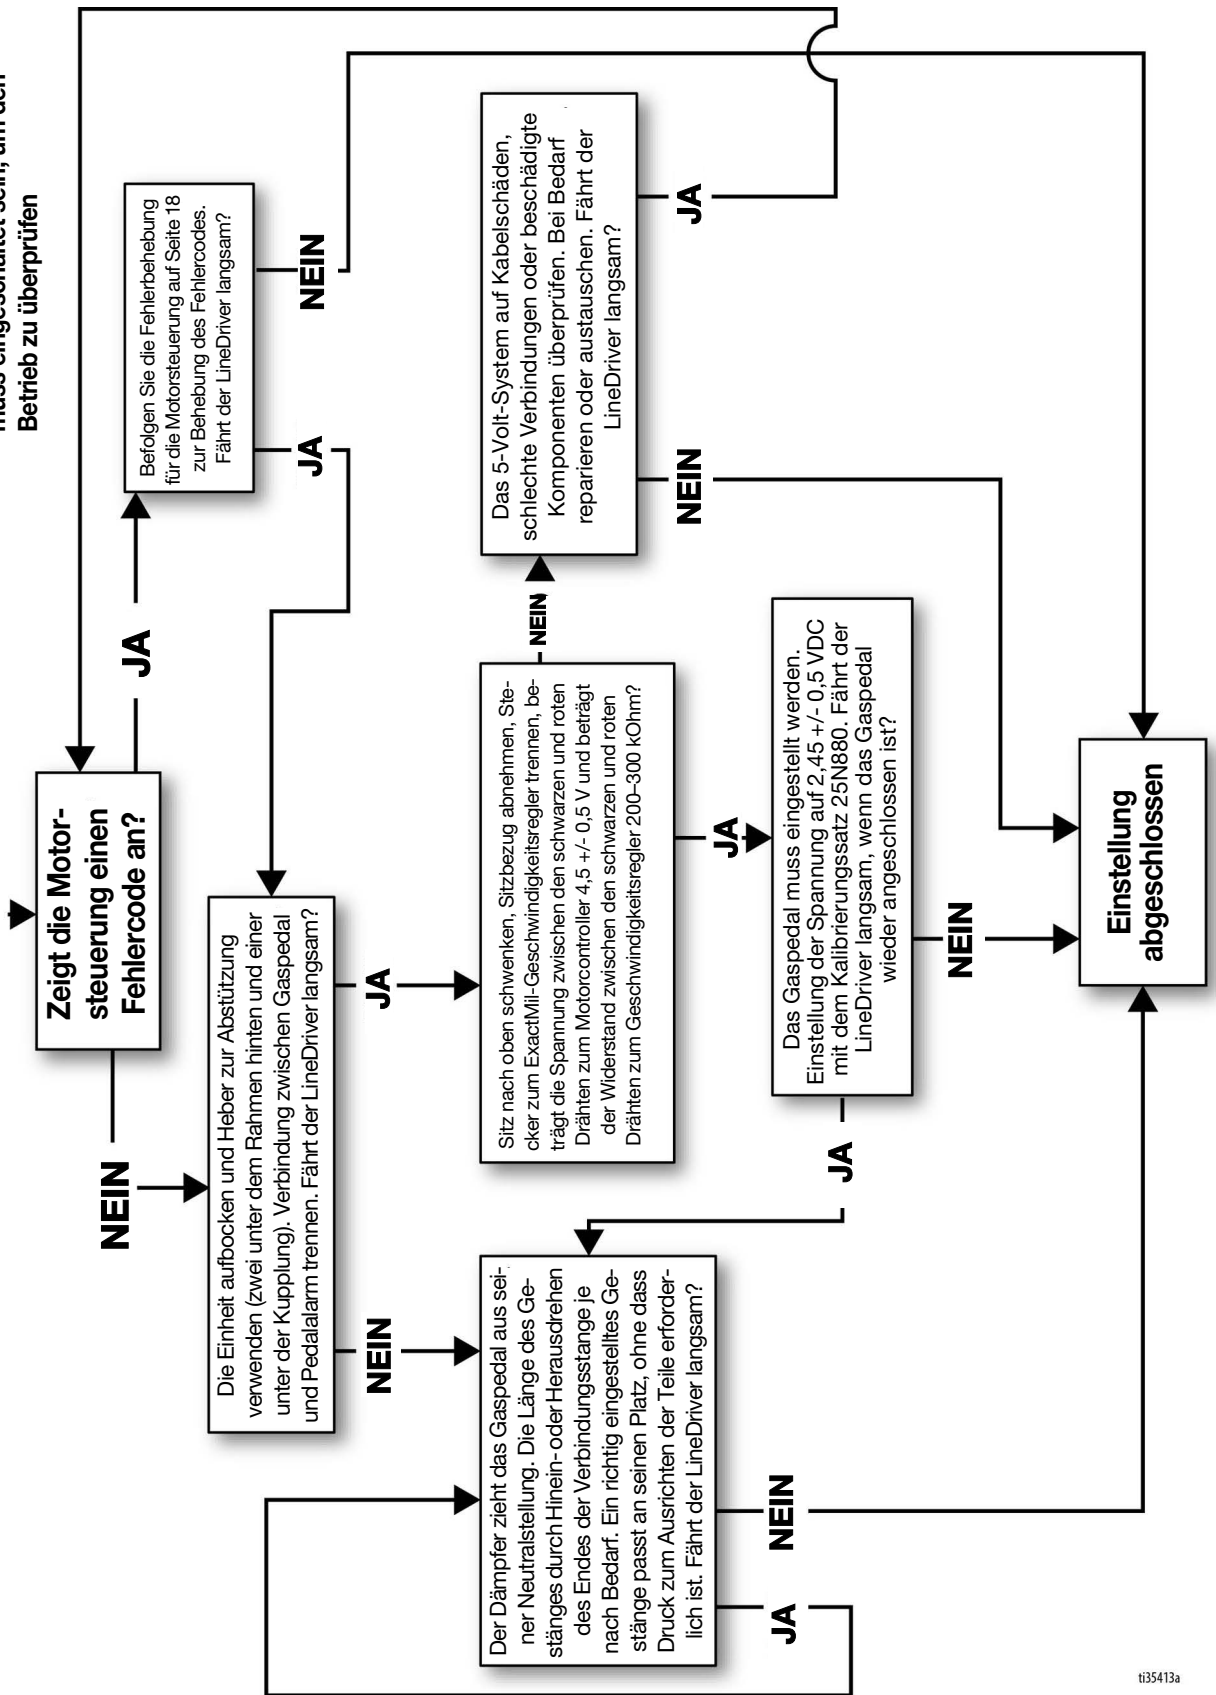 Betrieb zu überprüfen
Zeigt die Motor-
steuerung einen
Fehlercode an?
JA
NEIN
Befolgen Sie die Fehlerbehebung
für die Motorsteuerung auf Seite 18
zur Behebung des Fehlercodes.
Fährt der LineDriver langsam?
JA
NEIN
Die Einheit aufbocken und Heber zur Abstützung
verwenden (zwei unter dem Rahmen hinten und einer
unter der Kupplung). Verbindung zwischen Gaspedal
und Pedalalarm trennen. Fährt der LineDriver langsam?
NEIN
JA
Sitz nach oben schwenken, Sitzbezug abnehmen, Ste-
cker zum ExactMil-Geschwindigkeitsregler trennen, be-
trägt die Spannung zwischen den schwarzen und roten
Drähten zum Motorcontroller 4,5 +/- 0,5 V und beträgt
der Widerstand zwischen den schwarzen und roten
Drähten zum Geschwindigkeitsregler 200–300 kOhm?
NEIN
JA
Das 5-Volt-System auf Kabelschäden,
schlechte Verbindungen oder beschädigte
Komponenten überprüfen. Bei Bedarf
reparieren oder austauschen. Fährt der
LineDriver langsam?
NEIN
JA
Der Dämpfer zieht das Gaspedal aus sei-
ner Neutralstellung. Die Länge des Ge-
stänges durch Hinein- oder Herausdrehen
des Endes der Verbindungsstange je
nach Bedarf. Ein richtig eingestelltes Ge-
stänge passt an seinen Platz, ohne dass
Druck zum Ausrichten der Teile erforder-
lich ist. Fährt der LineDriver langsam?
JA
NEIN
Das Gaspedal muss eingestellt werden.
Einstellung der Spannung auf 2,45 +/- 0,5 VDC
mit dem Kalibrierungssatz 25N880. Fährt der
LineDriver langsam, wenn das Gaspedal
wieder angeschlossen ist?
JA
NEIN
Einstellung
abgeschlossen
ti35413a